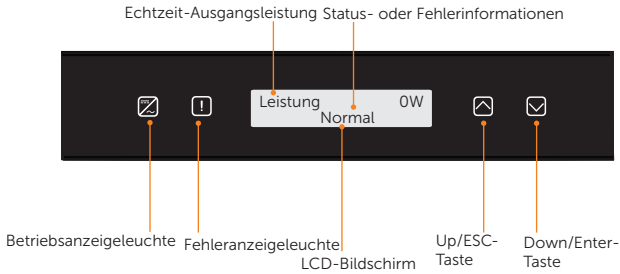 Echtzeit-Ausgangsleistung Status- oder Fehlerinformationen
Leistung 0W
Normal
Betriebsanzeigeleuchte Fehleranzeigeleuchte
LCD-Bildschirm
Up/ESC-
Taste
Down/Enter-
Taste